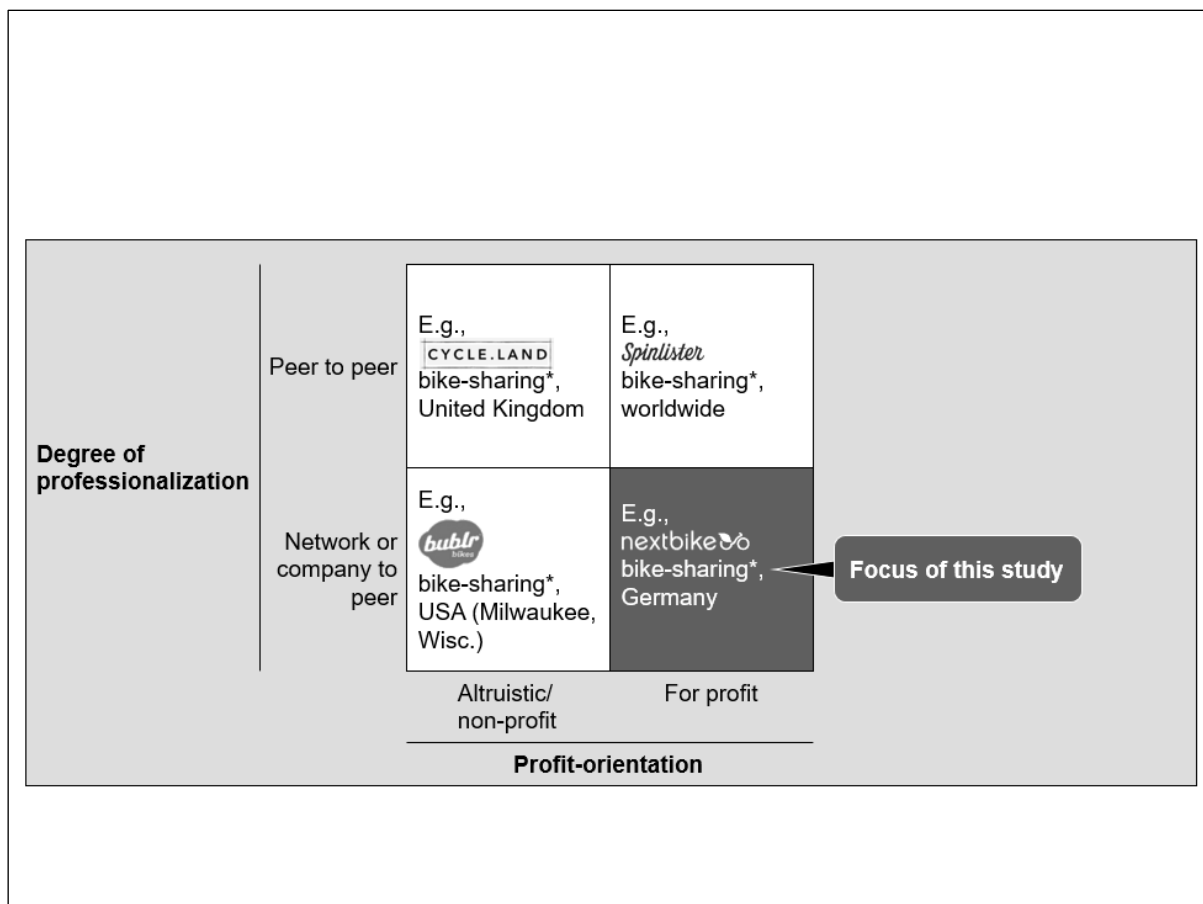 E.g.,
CYCLE.LAND
bike-sharing*,
United Kingdom
E.g.,
Spinlister
bike-sharing*,
worldwide
Peer to peer
Degree of
professionalization
E.g.,
bublr
bikes
bike-sharing*,
USA (Milwaukee,
Wisc.)
E.g.,
nextbike
bike-sharing*,
Germany
Network or
company to
peer
Focus of this study
Altruistic/
non-profit
For profit
Profit-orientation